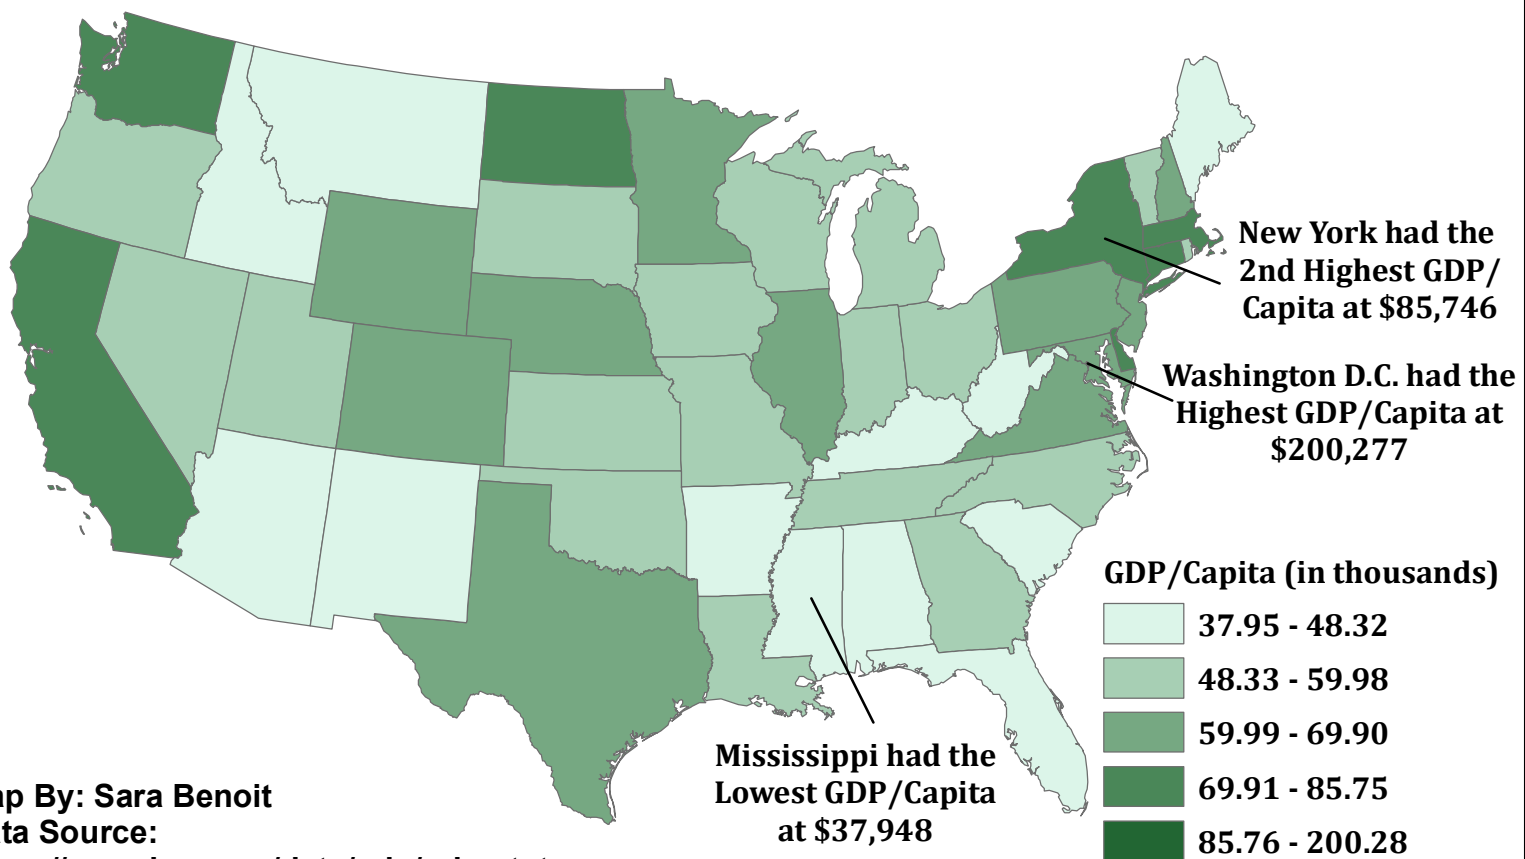 New York had the
2nd Highest GDP/
Capita at $85,746
Washington D.C. had the
Highest GDP/Capita at
$200,277
GDP/Capita (in thousands)
37.95 - 48.32
48.33 - 59.98
59.99 - 69.90
69.91 - 85.75
85.76 - 200.28
Mississippi had the
Lowest GDP/Capita
at $37,948
ap By: Sara Benoit
ata Source: